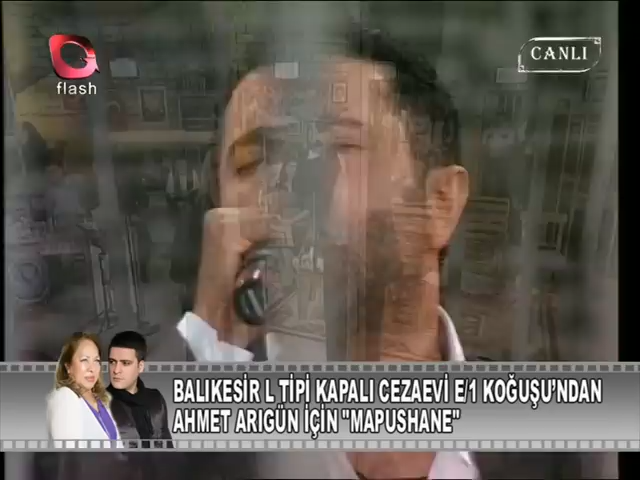 flash
CANLI
BALIKESİR L TİPİ KAPALI CEZAEVİ E/1 KOĞUŞU'NDAN
AHMET ARIGÜN İÇİN "MAPUSHANE"